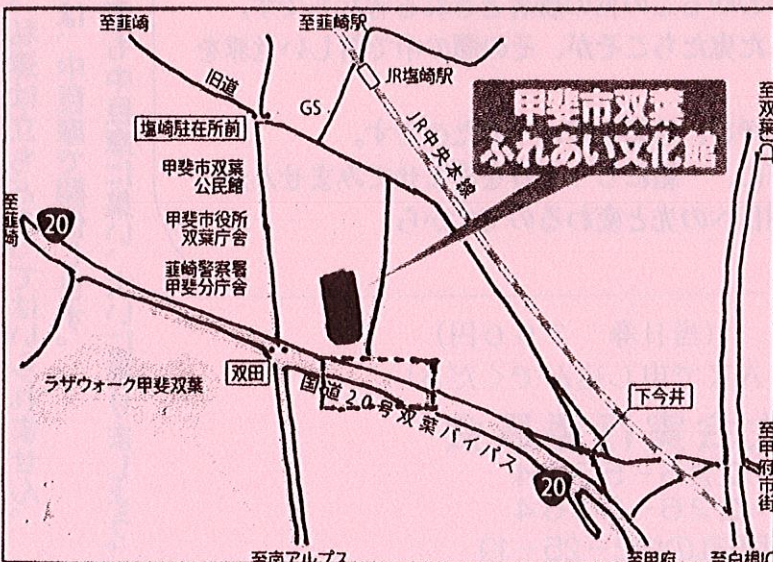 至韮崎
至韮崎駅
旧道
JR塩崎駅
GS
塩崎駐在所前
甲斐市双葉
ふれあい文化館
JR中央本線
甲斐市双葉
公民館
甲斐市役所
双葉庁舎
韮崎警察署
甲斐分庁舎
至韮崎
20
ラザウォーク甲斐双葉
双田
国道20号双葉バイパス
下今井
20
至甲府市街
至南アルプス
至甲府
至白根IC